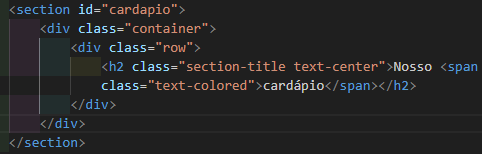 <section id="cardapio">
<div class="container">
<div class="row">
<h2 class="section-title text-center">Nosso <span
class="text-colored">cardápio</span></h2>
</div>
</div>
</section>